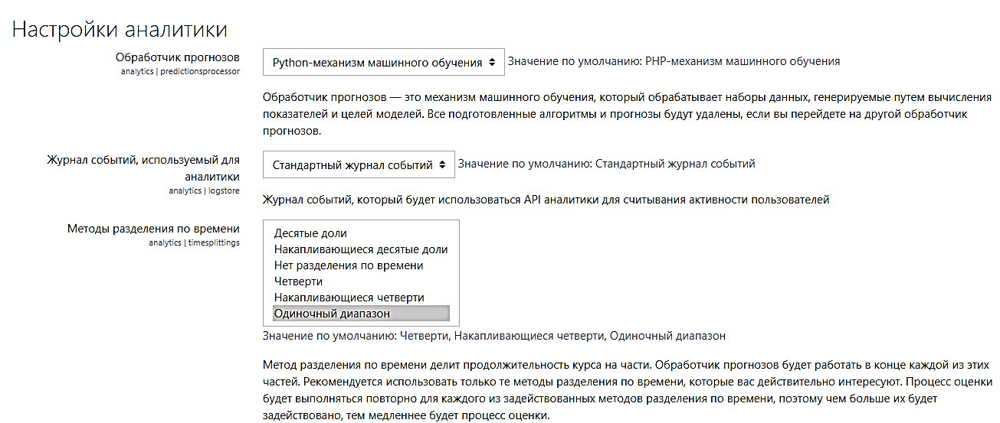 Настройки аналитики
Обработчик прогнозов
analytics | predictionsprocessor
Python-механизм машинного обучения
Значение по умолчанию: PHP-механизм машинного обучения
Обработчик прогнозов — это механизм машинного обучения, который обрабатывает наборы данных, генерируемые путем вычисления
показателей и целей моделей. Все подготовленные алгоритмы и прогнозы будут удалены, если вы перейдете на другой обработчик
прогнозов.
Журнал событий, используемый для
аналитики
analytics | logstore
Стандартный журнал событий
Значение по умолчанию: Стандартный журнал событий
Журнал событий, который будет использоваться API аналитики для считывания активности пользователей
Методы разделения по времени
analytics | timesplittings
Десятые доли
Накапливающиеся десятые доли
Нет разделения по времени
Четверти
Накапливающиеся четверти
Одиночный диапазон
Значение по умолчанию: Четверти, Накапливающиеся четверти, Одиночный диапазон
Метод разделения по времени делит продолжительность курса на части. Обработчик прогнозов будет работать в конце каждой из этих
частей. Рекомендуется использовать только те методы разделения по времени, которые вас действительно интересуют. Процесс оценки
будет выполняться повторно для каждого из задействованных методов разделения по времени, поэтому чем больше их будет
задействовано, тем медленнее будет процесс оценки.